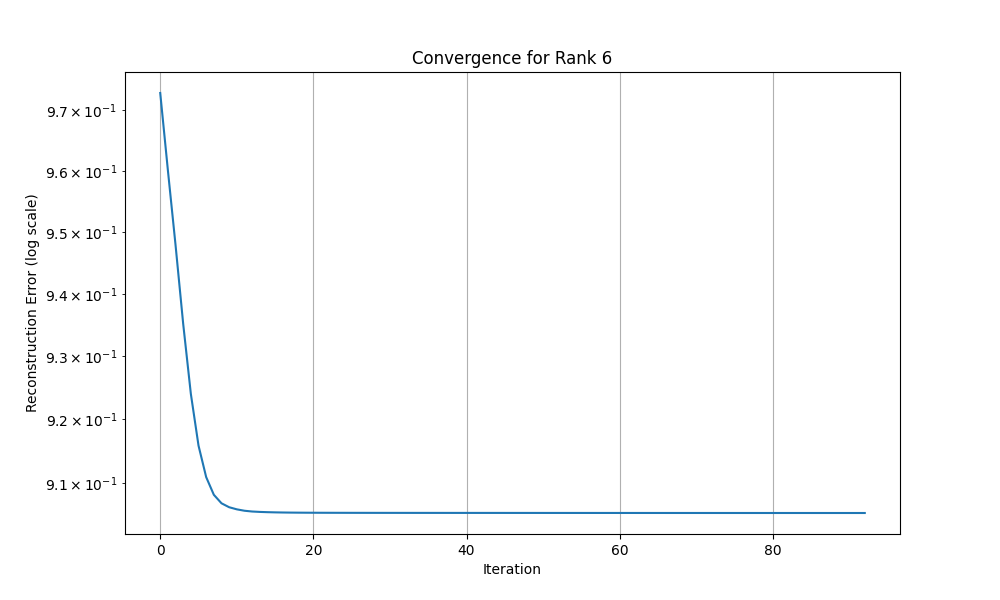 Convergence for Rank 6
Reconstruction Error (log scale)
9.7 × 10⁻¹
9.6 × 10⁻¹
9.5 × 10⁻¹
9.4 × 10⁻¹
9.3 × 10⁻¹
9.2 × 10⁻¹
9.1 × 10⁻¹
0 20 40 60 80
Iteration